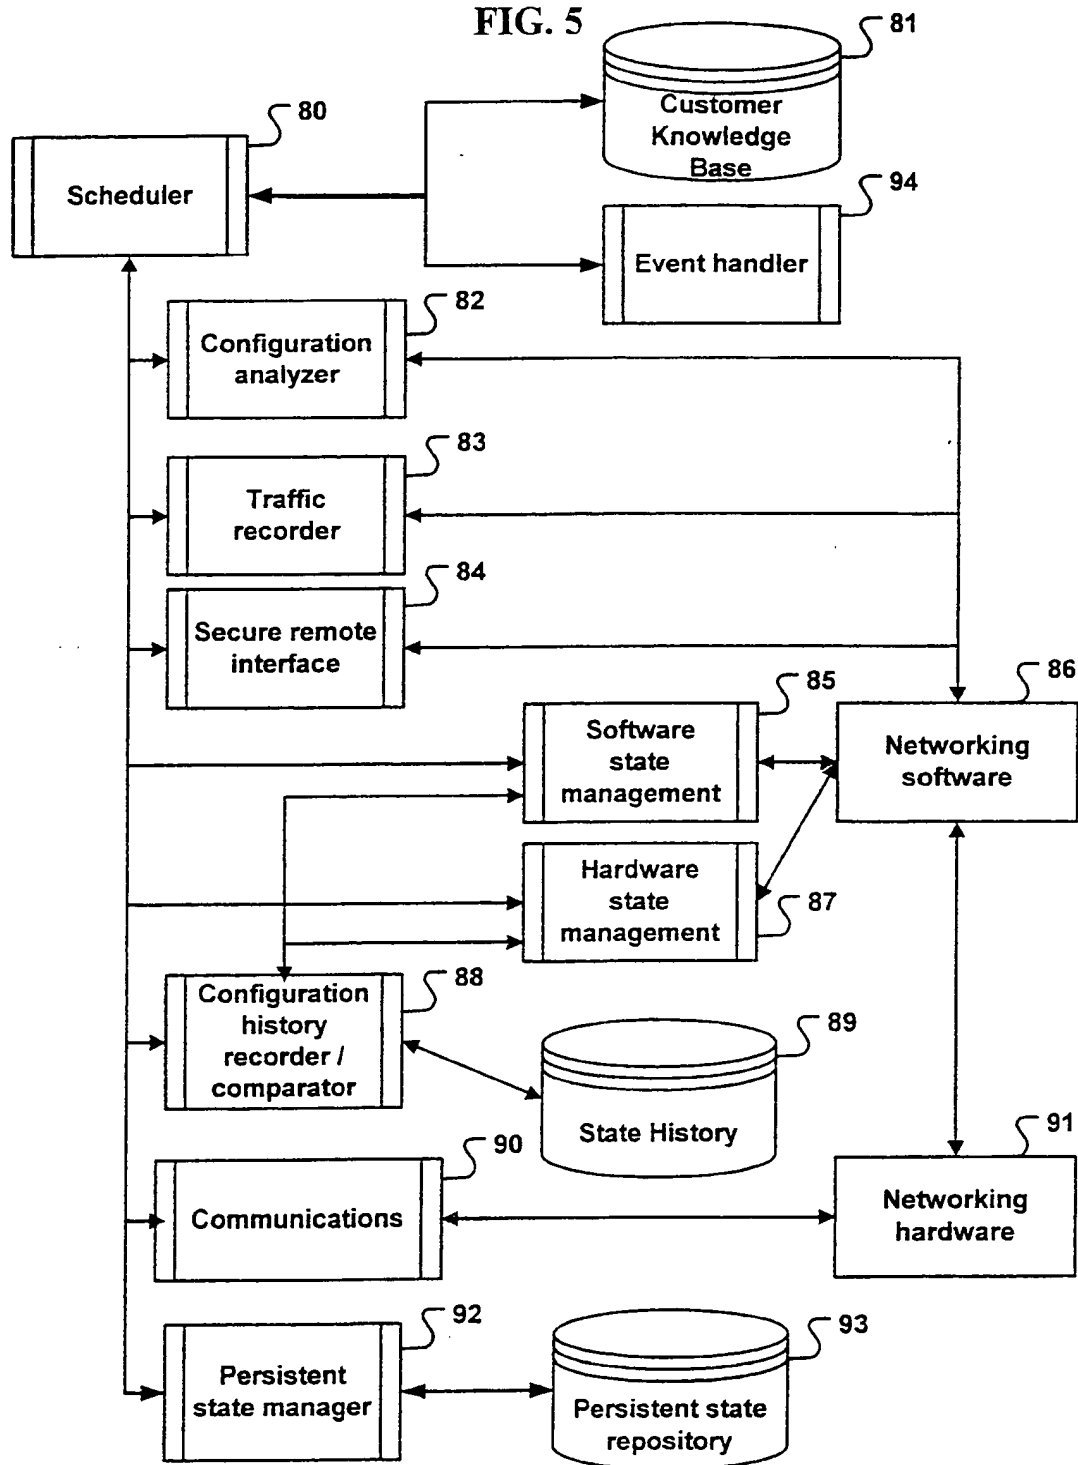 FIG. 5
81
Customer
Knowledge
Base
80
Scheduler
94
Event handler
82
Configuration
analyzer
83
Traffic
recorder
84
Secure remote
interface
85
Software
state
management
86
Networking
software
Hardware
state
management
87
88
Configuration
history
recorder /
comparator
89
State History
90
Communications
91
Networking
hardware
92
Persistent
state manager
93
Persistent state
repository